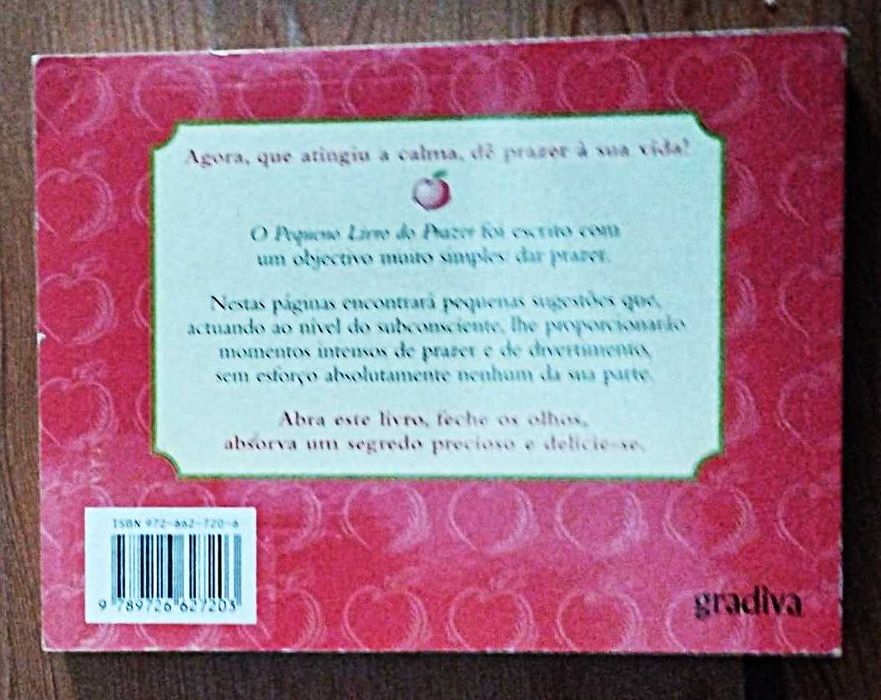 Agora, que atingiu a calma, dê prazer à sua vida!
O Pequeno Livro do Prazer foi escrito com
um objectivo muito simples: dar prazer.
Nestas páginas encontrará pequenas sugestões que,
actuando ao nível do subconsciente, lhe proporcionarão
momentos intensos de prazer e de divertimento,
sem esforço absolutamente nenhum da sua parte.
Abra este livro, feche os olhos,
absorva um segredo precioso e delicie-se.
ISBN 972-662-720-6
9 789726 627203
gradiva